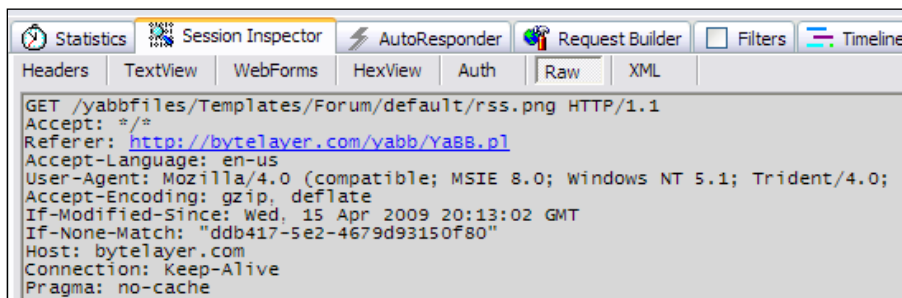 Statistics Session Inspector AutoResponder Request Builder Filters Timeline
Headers TextView WebForms HexView Auth Raw XML
GET /yabbfiles/Templates/Forum/default/rss.png HTTP/1.1
Accept: */*
Referer: http://bytelayer.com/yabb/YaBB.pl
Accept-Language: en-us
User-Agent: Mozilla/4.0 (compatible; MSIE 8.0; Windows NT 5.1; Trident/4.0;
Accept-Encoding: gzip, deflate
If-Modified-Since: Wed, 15 Apr 2009 20:13:02 GMT
If-None-Match: "ddb417-5e2-4679d93150f80"
Host: bytelayer.com
Connection: Keep-Alive
Pragma: no-cache